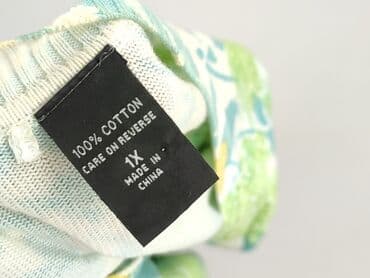 100% COTTON
CARE ON REVERSE
1X
MADE IN
CHINA